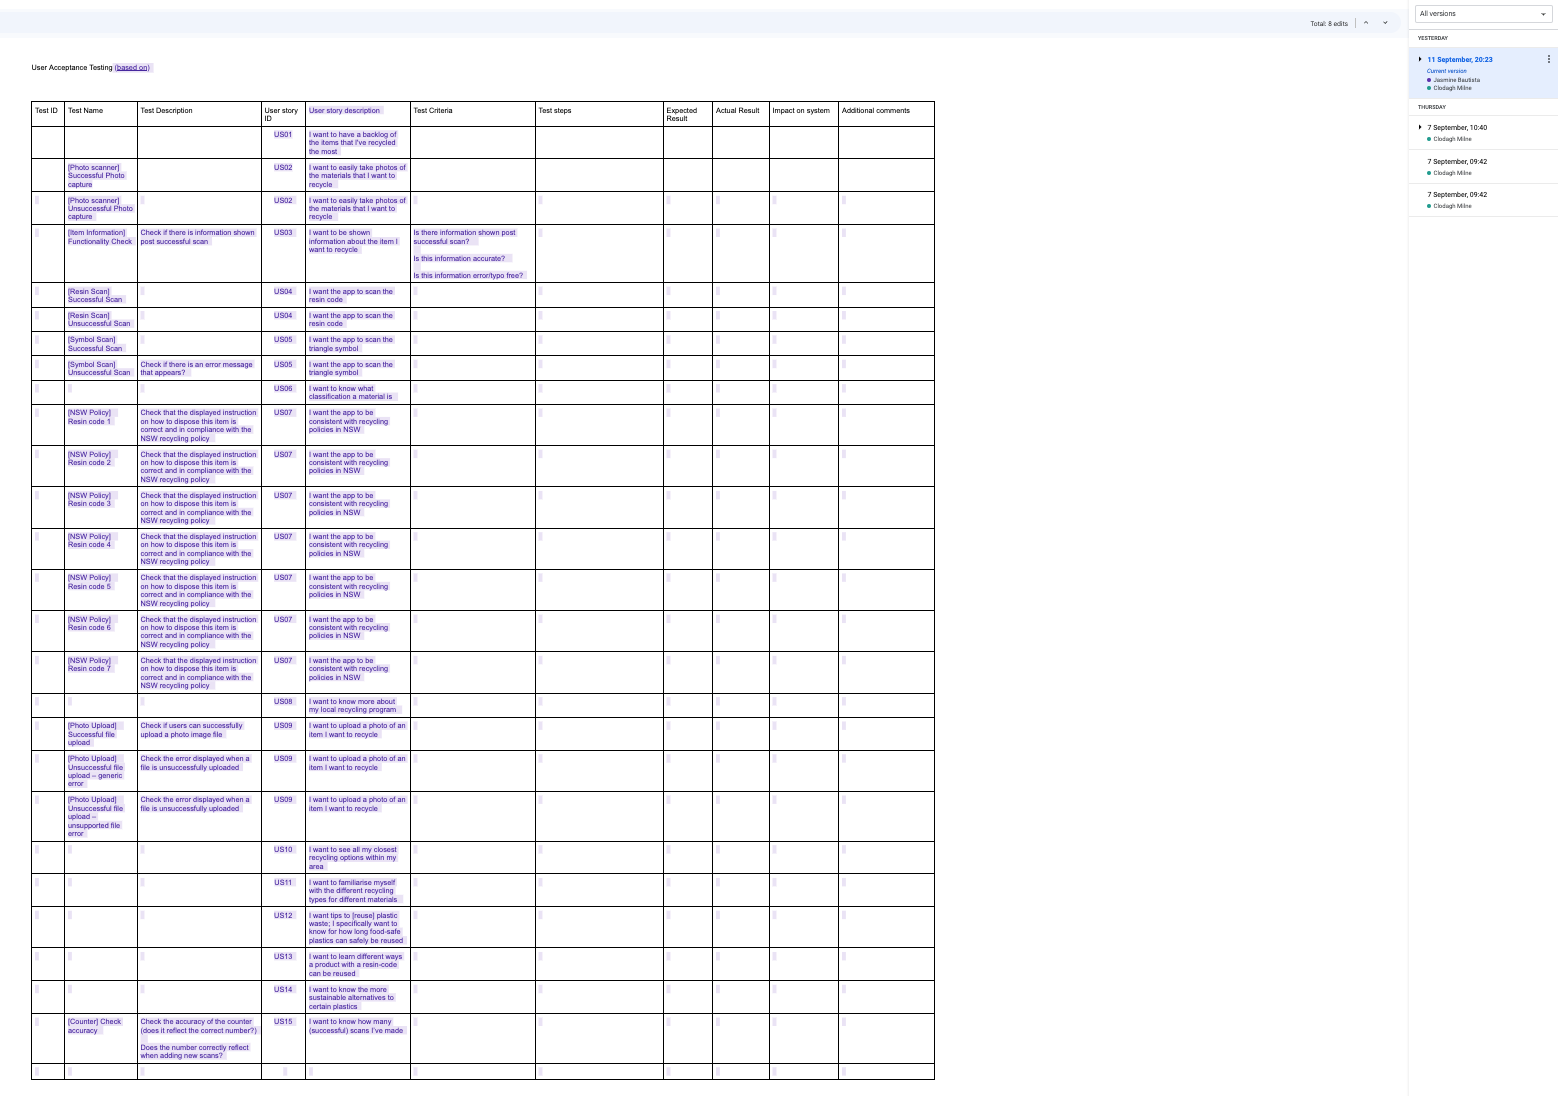 Total: 8 edits
All versions
YESTERDAY
11 September, 20:23
Current version
Jasmine Bautista
Clodagh Milne
THURSDAY
7 September, 10:40
Clodagh Milne
7 September, 09:42
Clodagh Milne
7 September, 09:42
Clodagh Milne
User Acceptance Testing (based on)
Test ID
Test Name
Test Description
User story
ID
User story description
Test Criteria
Test steps
Expected
Result
Actual Result
Impact on system
Additional comments
US01
I want to have a backlog of
the items that I've recycled
the most
[Photo scanner]
Successful Photo
capture
US02
I want to easily take photos of
the materials that I want to
recycle
[Photo scanner]
Unsuccessful Photo
capture
US02
I want to easily take photos of
the materials that I want to
recycle
[Item Information]
Functionality Check
Check if there is information shown
post successful scan
US03
I want to be shown
information about the item I
want to recycle
Is there information shown post
successful scan?
Is this information accurate?
Is this information error/typo free?
[Resin Scan]
Successful Scan
US04
I want the app to scan the
resin code
[Resin Scan]
Unsuccessful Scan
US04
I want the app to scan the
resin code
[Symbol Scan]
Successful Scan
US05
I want the app to scan the
triangle symbol
[Symbol Scan]
Unsuccessful Scan
Check if there is an error message
that appears?
US05
I want the app to scan the
triangle symbol
US06
I want to know what
classification a material is
[NSW Policy]
Resin code 1
Check that the displayed instruction
on how to dispose this item is
correct and in compliance with the
NSW recycling policy
US07
I want the app to be
consistent with recycling
policies in NSW
[NSW Policy]
Resin code 2
Check that the displayed instruction
on how to dispose this item is
correct and in compliance with the
NSW recycling policy
US07
I want the app to be
consistent with recycling
policies in NSW
[NSW Policy]
Resin code 3
Check that the displayed instruction
on how to dispose this item is
correct and in compliance with the
NSW recycling policy
US07
I want the app to be
consistent with recycling
policies in NSW
[NSW Policy]
Resin code 4
Check that the displayed instruction
on how to dispose this item is
correct and in compliance with the
NSW recycling policy
US07
I want the app to be
consistent with recycling
policies in NSW
[NSW Policy]
Resin code 5
Check that the displayed instruction
on how to dispose this item is
correct and in compliance with the
NSW recycling policy
US07
I want the app to be
consistent with recycling
policies in NSW
[NSW Policy]
Resin code 6
Check that the displayed instruction
on how to dispose this item is
correct and in compliance with the
NSW recycling policy
US07
I want the app to be
consistent with recycling
policies in NSW
[NSW Policy]
Resin code 7
Check that the displayed instruction
on how to dispose this item is
correct and in compliance with the
NSW recycling policy
US07
I want the app to be
consistent with recycling
policies in NSW
US08
I want to know more about
my local recycling program
[Photo Upload]
Successful file
upload
Check if users can successfully
upload a photo image file
US09
I want to upload a photo of an
item I want to recycle
[Photo Upload]
Unsuccessful file
upload – generic
error
Check the error displayed when a
file is unsuccessfully uploaded
US09
I want to upload a photo of an
item I want to recycle
[Photo Upload]
Unsuccessful file
upload –
unsupported file
error
Check the error displayed when a
file is unsuccessfully uploaded
US09
I want to upload a photo of an
item I want to recycle
US10
I want to see all my closest
recycling options within my
area
US11
I want to familiarise myself
with the different recycling
types for different materials
US12
I want tips to [reuse] plastic
waste; I specifically want to
know for how long food-safe
plastics can safely be reused
US13
I want to learn different ways
a product with a resin-code
can be reused
US14
I want to know the more
sustainable alternatives to
certain plastics
[Counter] Check
accuracy
Check the accuracy of the counter
(does it reflect the correct number?)
Does the number correctly reflect
when adding new scans?
US15
I want to know how many
(successful) scans I've made